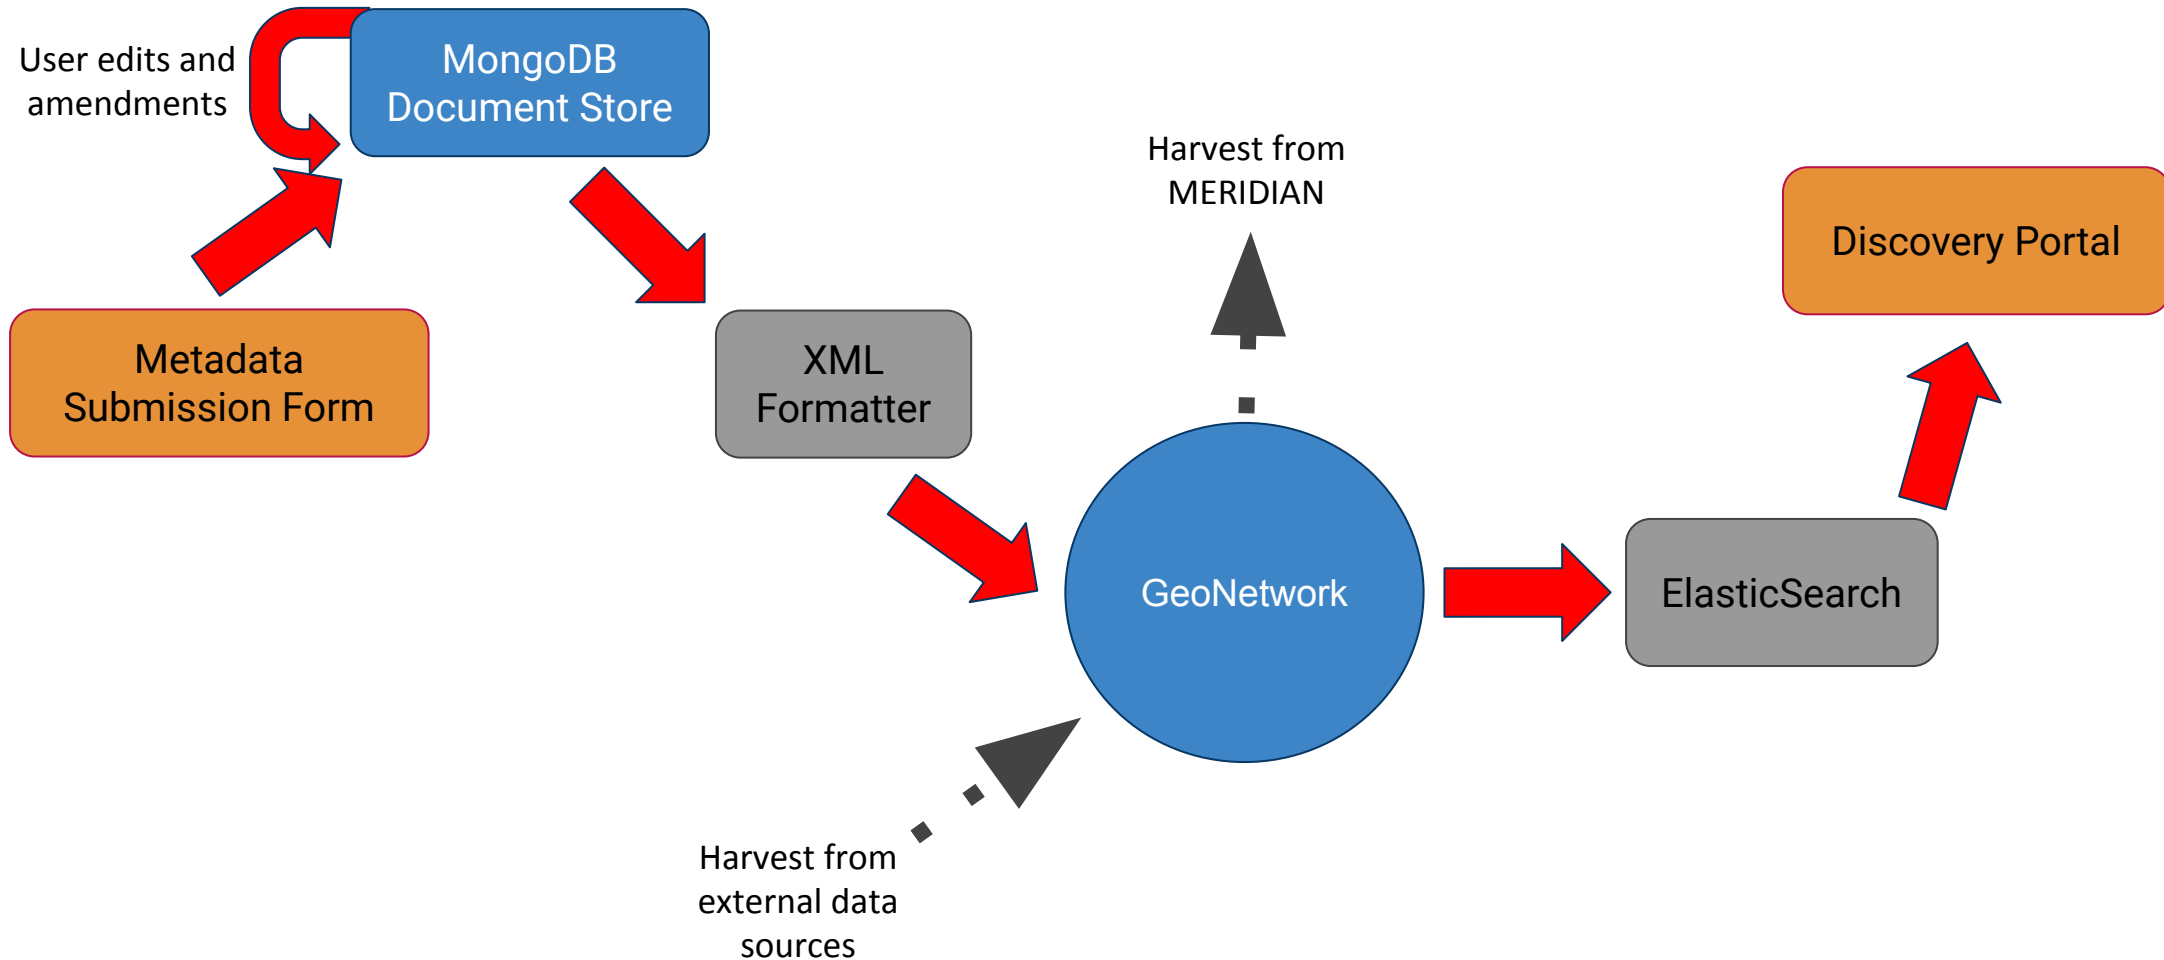 User edits and
amendments
MongoDB
Document Store
Harvest from
MERIDIAN
Discovery Portal
Metadata
Submission Form
XML
Formatter
GeoNetwork
ElasticSearch
Harvest from
external data
sources